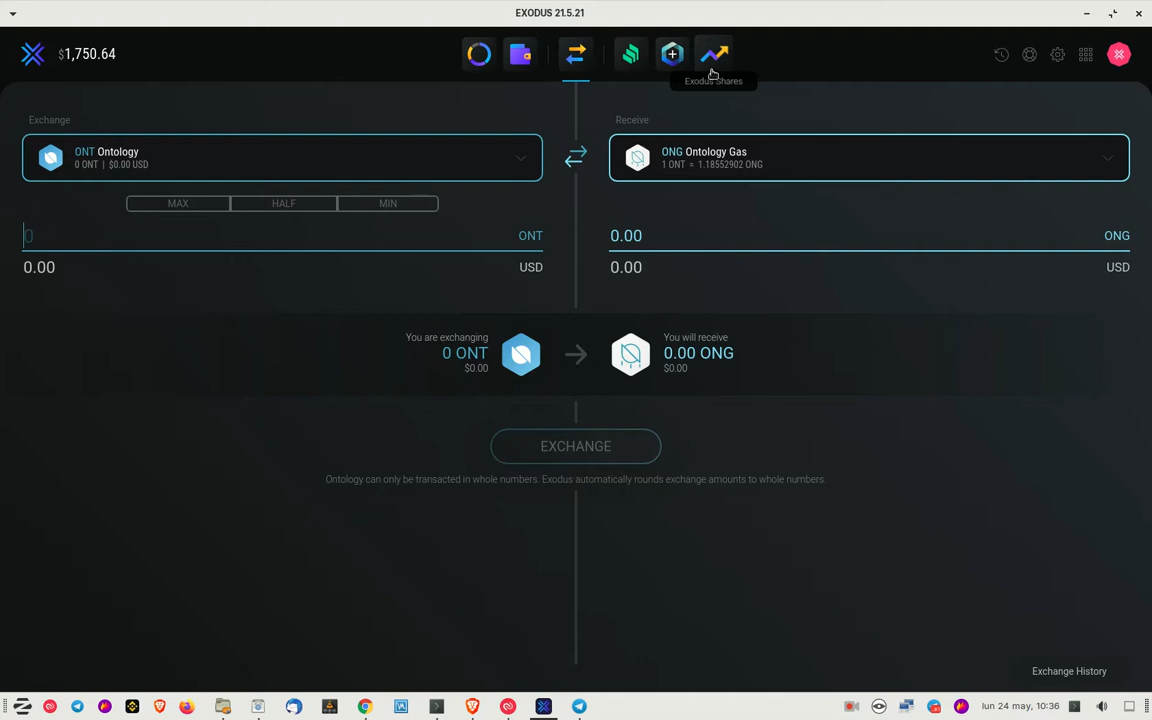 EXODUS 21.5.21
$1,750.64
Exodus Shares
Exchange
ONT Ontology
0 ONT | $0.00 USD
MAX HALF MIN
0 ONT
0.00 USD
Receive
ONG Ontology Gas
1 ONT = 1.18552902 ONG
0.00 ONG
0.00 USD
You are exchanging
0 ONT
$0.00
You will receive
0.00 ONG
$0.00
EXCHANGE
Ontology can only be transacted in whole numbers. Exodus automatically rounds exchange amounts to whole numbers.
Exchange History
lun 24 may, 10:36